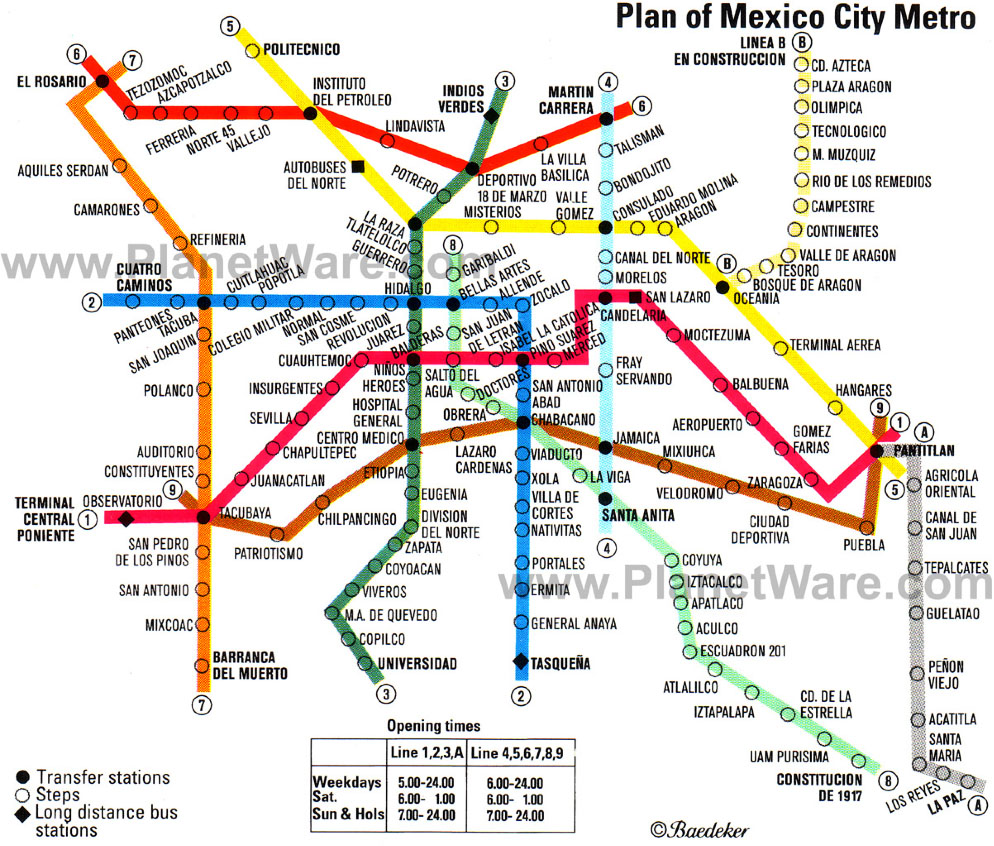 Plan of Mexico City Metro
LINEA B
EN CONSTRUCCION
B
CD. AZTECA
PLAZA ARAGON
OLIMPICA
TECNOLOGICO
M. MUZQUIZ
RIO DE LOS REMEDIOS
CAMPESTRE
CONTINENTES
VALLE DE ARAGON
TESORO
BOSQUE DE ARAGON
B
OCEANIA
5
POLITECNICO
6
7
EL ROSARIO
TEZOZOMOC
AZCAPOTZALCO
FERRERIA
NORTE 45
VALLEJO
INSTITUTO
DEL PETROLEO
AUTOBUSES
DEL NORTE
LINDAVISTA
INDIOS
VERDES
3
POTRERO
DEPORTIVO
18 DE MARZO
LA VILLA
BASILICA
MARTIN
CARRERA
4
6
TALISMAN
BONDOJITO
CONSULADO
EDUARDO MOLINA
ARAGON
VALLE
GOMEZ
MISTERIOS
LA RAZA
TLATELOLCO
GUERRERO
HIDALGO
AQUILES SERDAN
CAMARONES
REFINERIA
www.PlanetWare.com
CUATRO
CAMINOS
2
PANTEONES
TACUBA
CUITLAHUAC
POPOTLA
COLEGIO MILITAR
NORMAL
SAN COSME
REVOLUCION
8
GARIBALDI
BELLAS ARTES
ALLENDE
ZOCALO
CANAL DEL NORTE
MORELOS
SAN LAZARO
CANDELARIA
MOCTEZUMA
TERMINAL AEREA
SAN JOAQUIN
POLANCO
AUDITORIO
CONSTITUYENTES
CUAUHTEMOC
JUAREZ
BALDERAS
SAN JUAN
DE LETRAN
ISABEL LA CATOLICA
PINO SUAREZ
MERCED
FRAY
SERVANDO
INSURGENTES
SEVILLA
CHAPULTEPEC
JUANACATLAN
NIÑOS
HEROES
HOSPITAL
GENERAL
CENTRO MEDICO
SALTO DEL
AGUA
DOCTORES
OBRERA
SAN ANTONIO
ABAD
CHABACANO
BALBUENA
HANGARES
AEROPUERTO
GOMEZ
FARIAS
9
1
A
PANTITLAN
5
ZARAGOZA
AGRICOLA
ORIENTAL
TERMINAL
CENTRAL
PONIENTE
OBSERVATORIO
1
9
TACUBAYA
PATRIOTISMO
CHILPANCINGO
ETIOPIA
LAZARO
CARDENAS
VIADUCTO
XOLA
VILLA DE
CORTES
NATIVITAS
PORTALES
ERMITA
GENERAL ANAYA
TASQUEÑA
2
JAMAICA
LA VIGA
SANTA ANITA
4
MIXIUHCA
VELODROMO
CIUDAD
DEPORTIVA
PUEBLA
CANAL DE
SAN JUAN
TEPALCATES
GUELATAO
PEÑON
VIEJO
ACATITLA
SANTA
MARIA
LOS REYES
LA PAZ
A
EUGENIA
DIVISION
DEL NORTE
ZAPATA
COYOACAN
VIVEROS
M.A. DE QUEVEDO
COPILCO
UNIVERSIDAD
3
SAN PEDRO
DE LOS PINOS
SAN ANTONIO
MIXCOAC
BARRANCA
DEL MUERTO
7
www.PlanetWare.com
COYUYA
IZTACALCO
APATLACO
ACULCO
ESCUADRON 201
ATLALILCO
IZTAPALAPA
CD. DE LA
ESTRELLA
UAM PURISIMA
CONSTITUCION
DE 1917
8
Opening times
Line 1,2,3,A Line 4,5,6,7,8,9
Weekdays 5.00-24.00 6.00-24.00
Sat. 6.00- 1.00 6.00- 1.00
Sun & Hols 7.00-24.00 7.00-24.00
Transfer stations
Steps
Long distance bus
stations
©Baedeker